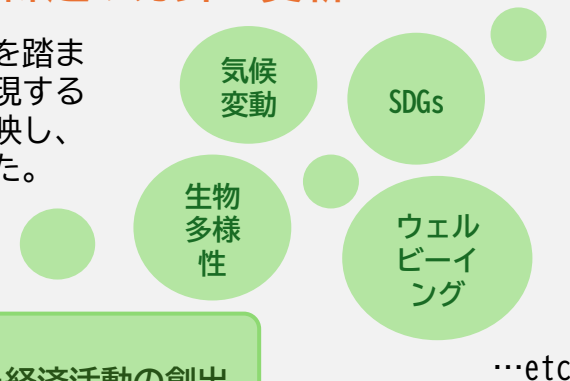 を踏ま
現する
映し、
た。
気候
変動
SDGs
生物
多様
性
ウェル
ビーイ
ング
経済活動の創出
…etc